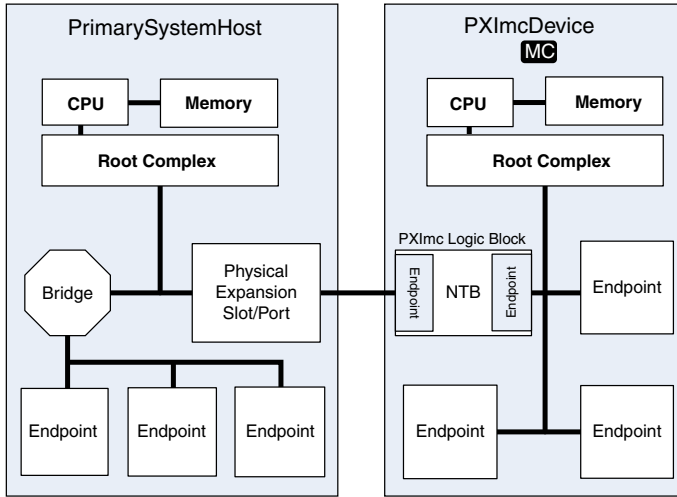 PrimarySystemHost
CPU
Memory
Root Complex
Bridge
Physical
Expansion
Slot/Port
Endpoint
Endpoint
Endpoint
PXImcDevice
MC
CPU
Memory
Root Complex
PXImc Logic Block
Endpoint
NTB
Endpoint
Endpoint
Endpoint
Endpoint